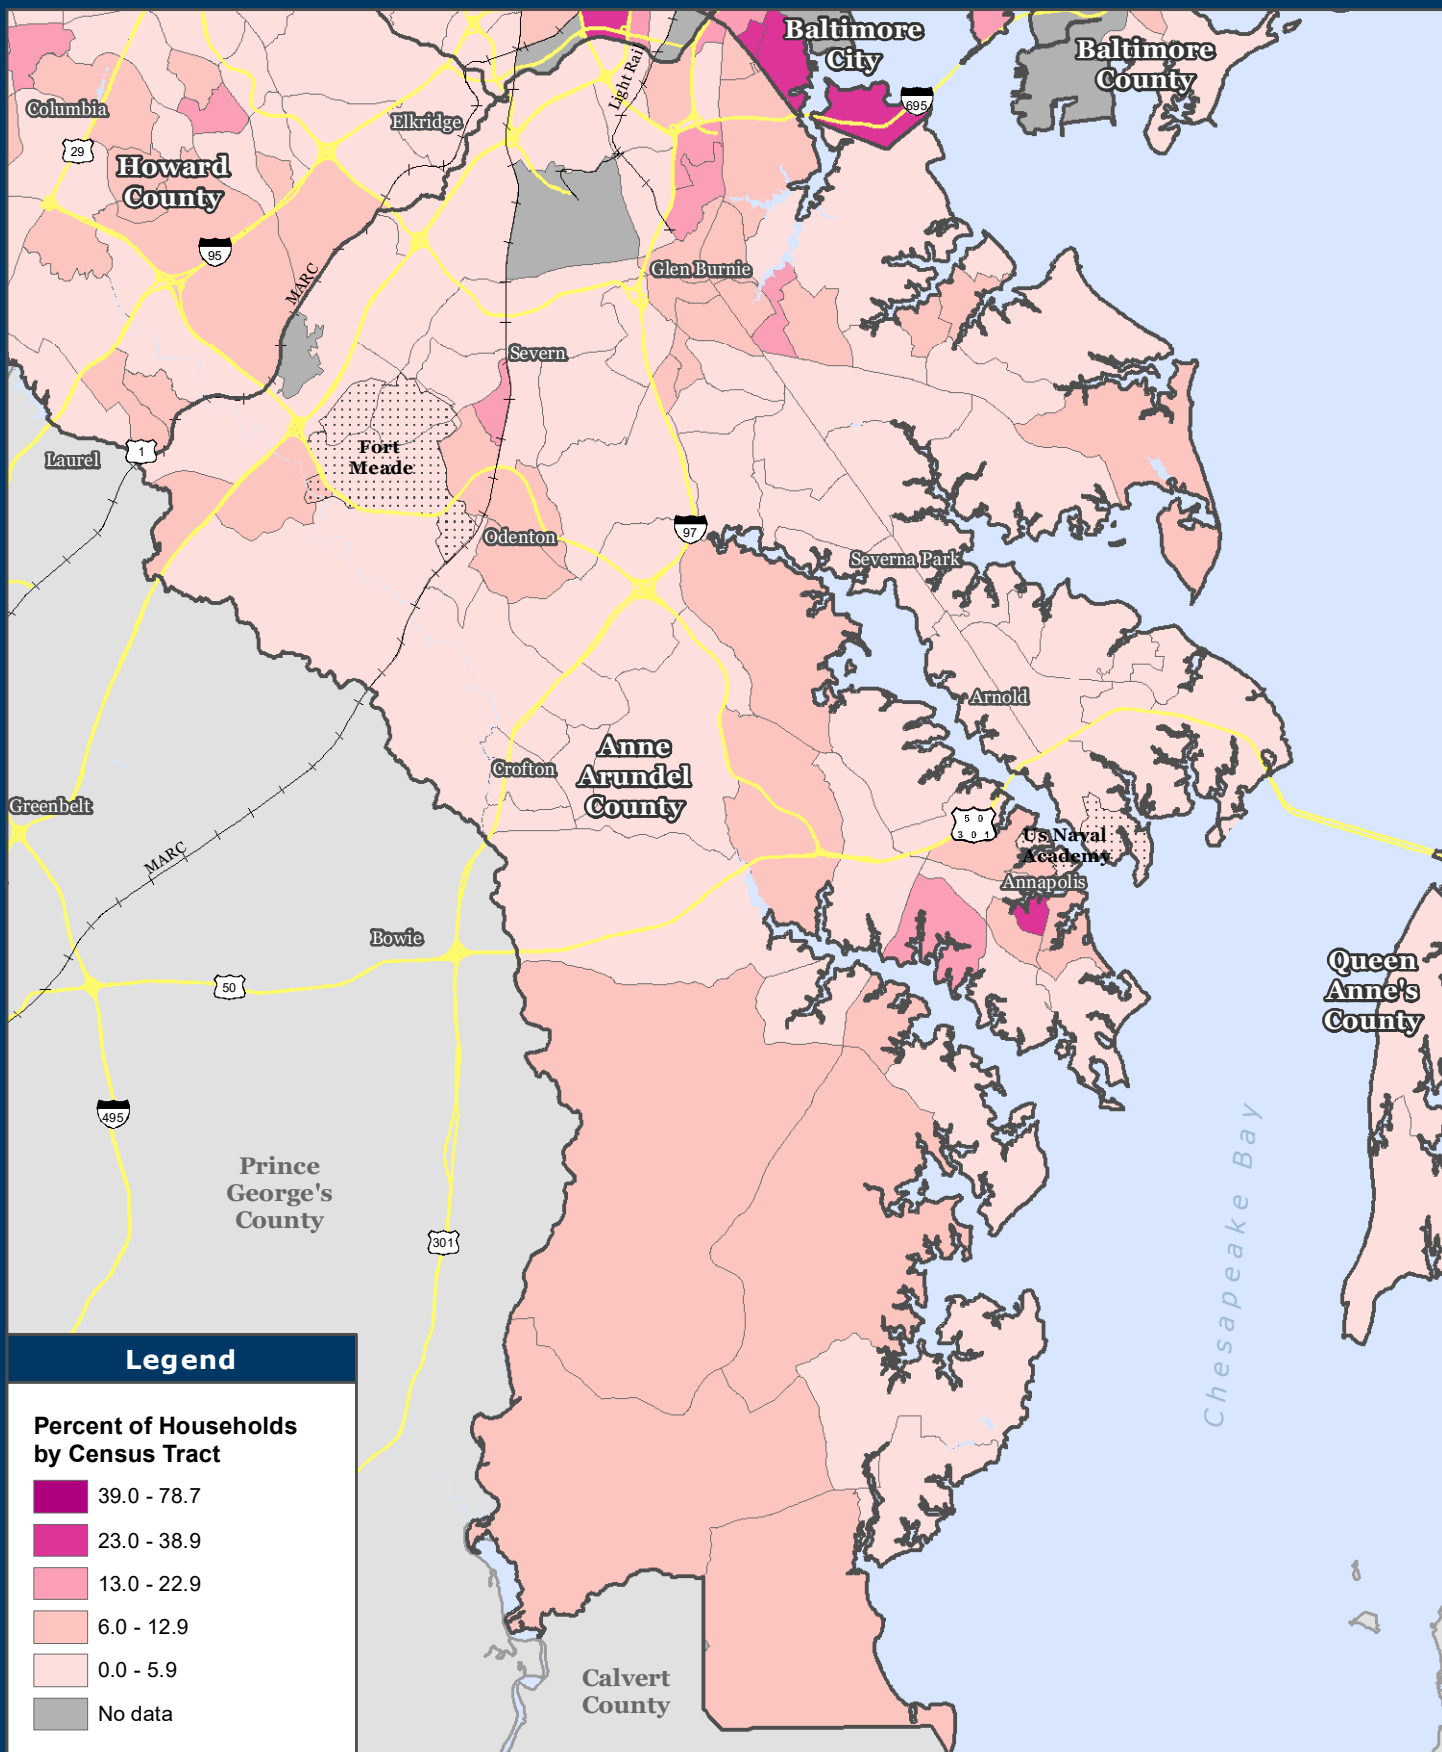 Baltimore
City
Baltimore
County
Light Rail
695
Columbia
Elkridge
29
Howard
County
95
MARC
Glen Burnie
Severn
Fort
Meade
1
Laurel
97
Odenton
Severna Park
Arnold
Anne
Arundel
County
Crofton
Greenbelt
50
301
Us Naval
Academy
MARC
Annapolis
Bowie
50
Queen
Anne's
County
495
Prince
George's
County
301
Chesapeake Bay
Legend
Percent of Households
by Census Tract
39.0 - 78.7
23.0 - 38.9
13.0 - 22.9
6.0 - 12.9
0.0 - 5.9
No data
Calvert
County